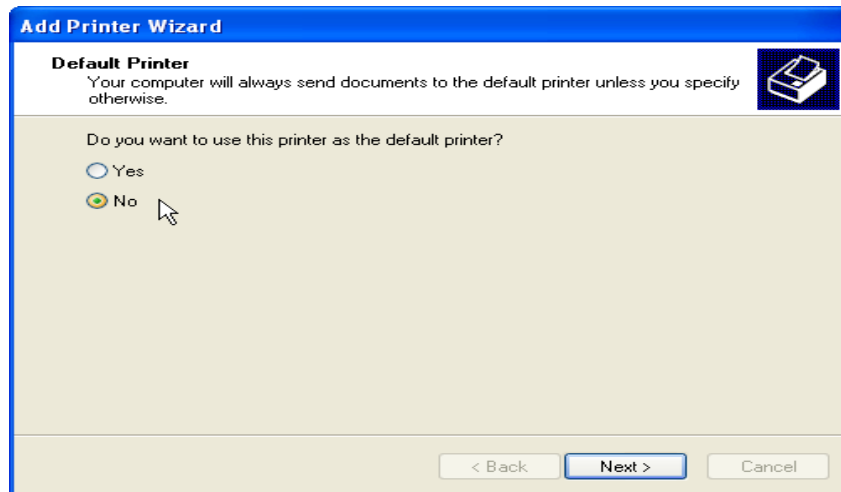 Add Printer Wizard
Default Printer
Your computer will always send documents to the default printer unless you specify
otherwise.
Do you want to use this printer as the default printer?
Yes
No
< Back Next > Cancel